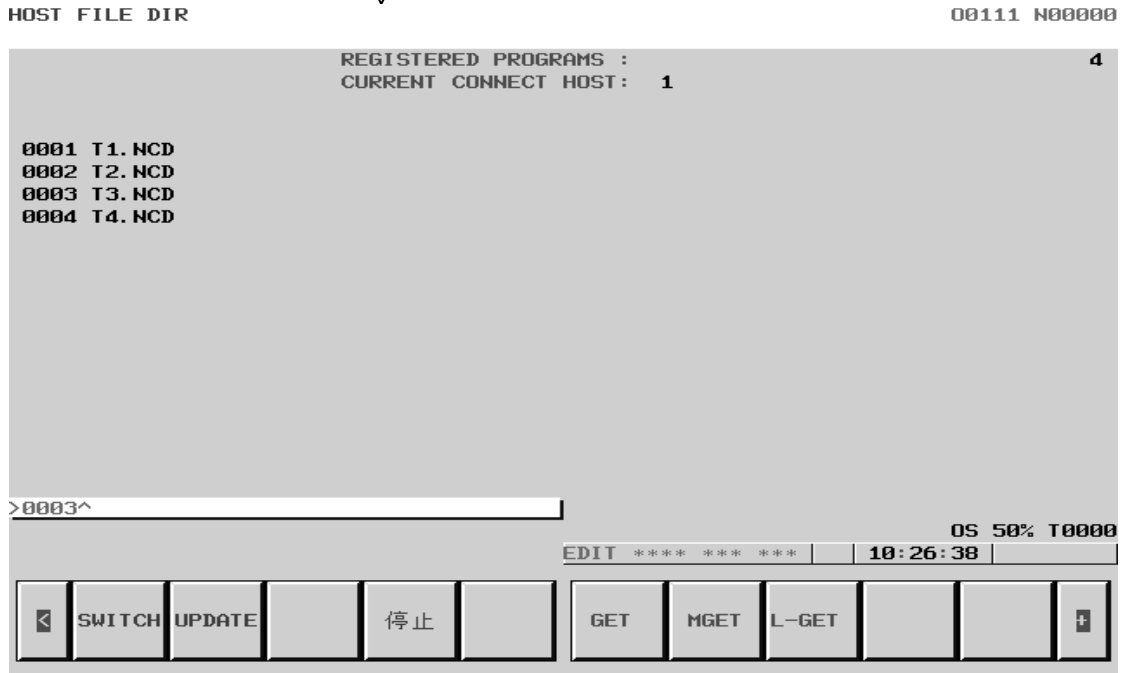 HOST FILE DIR O0111 N00000
REGISTERED PROGRAMS : 4
CURRENT CONNECT HOST: 1
0001 T1.NCD
0002 T2.NCD
0003 T3.NCD
0004 T4.NCD
>0003^
OS 50% T0000
EDIT **** *** *** 10:26:38
< SWITCH UPDATE 停止 GET MGET L-GET +